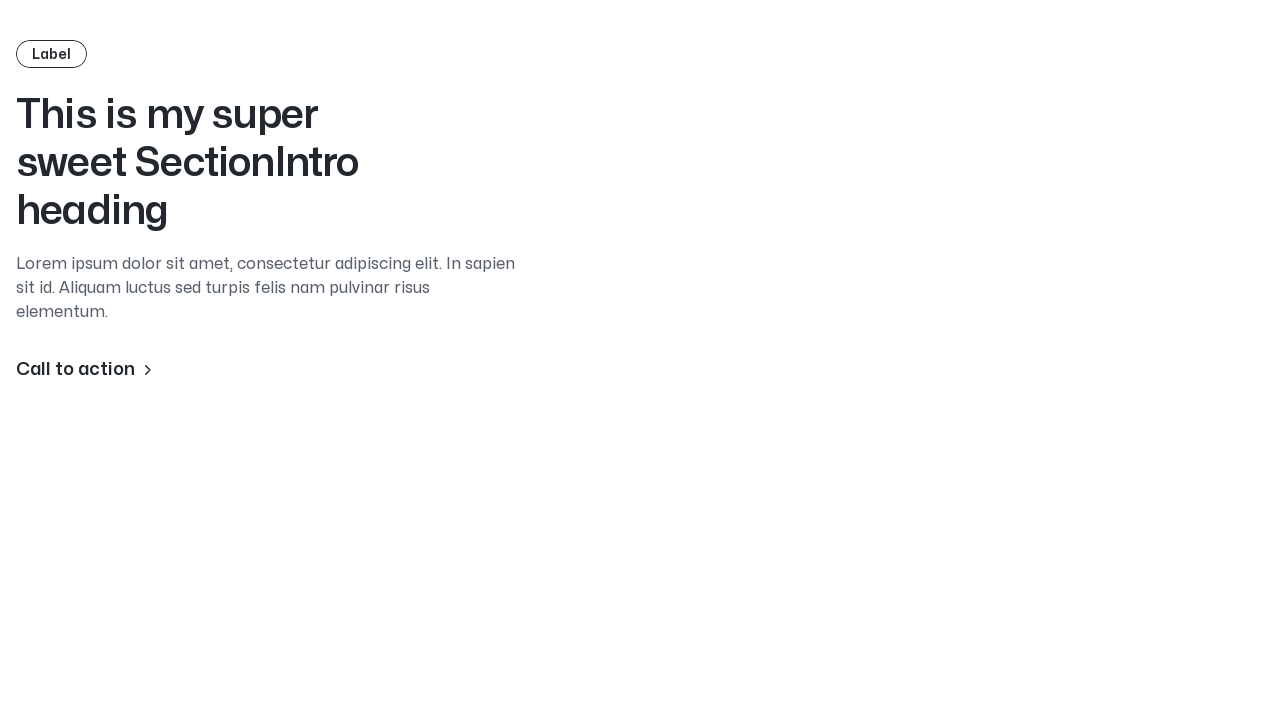 Label
This is my super
sweet SectionIntro
heading
Lorem ipsum dolor sit amet, consectetur adipiscing elit. In sapien
sit id. Aliquam luctus sed turpis felis nam pulvinar risus
elementum.
Call to action